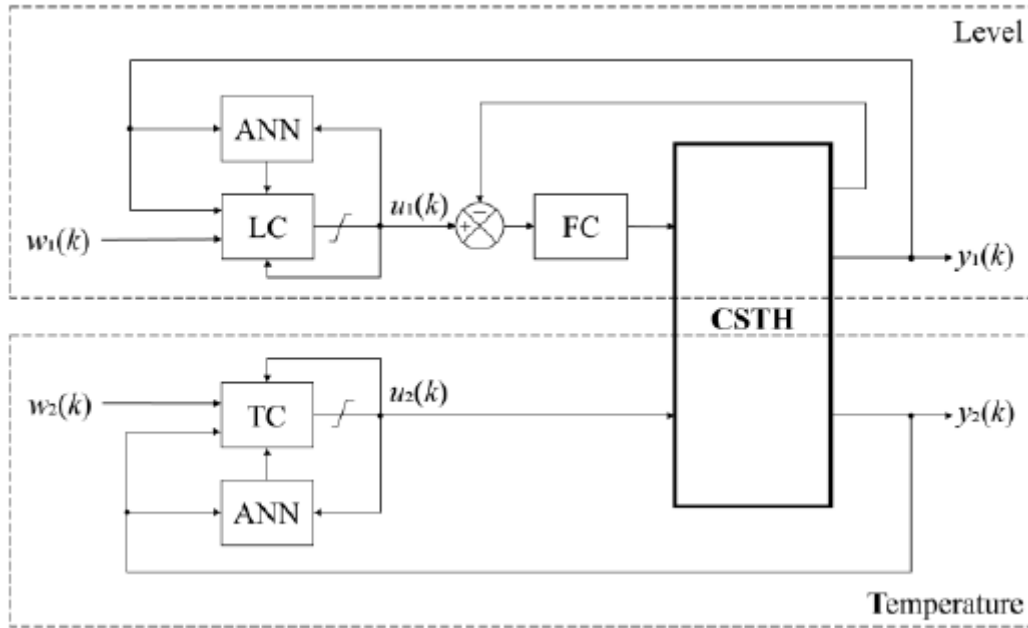 Level
ANN
LC
w₁(k)
u₁(k)
+
−
FC
y₁(k)
CSTH
w₂(k)
TC
u₂(k)
y₂(k)
ANN
Temperature